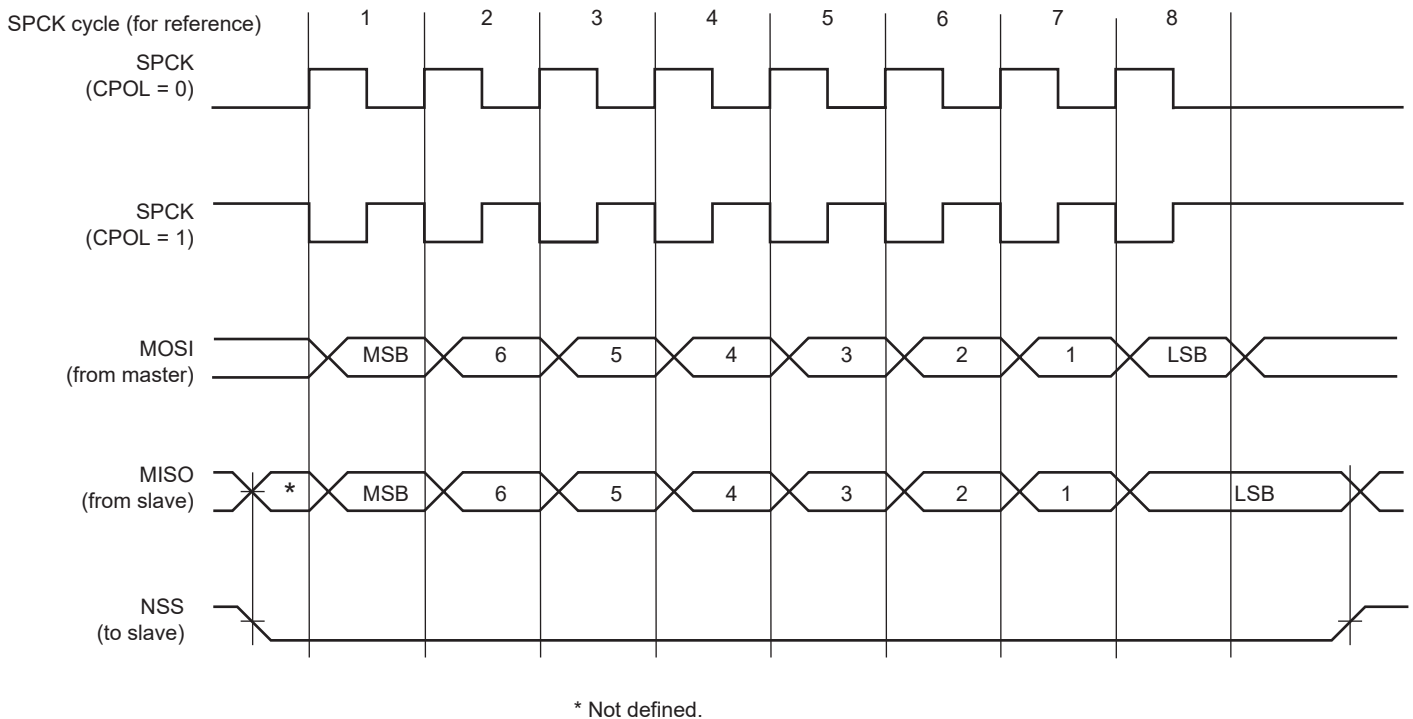 SPCK cycle (for reference) 1 2 3 4 5 6 7 8
SPCK
(CPOL = 0)
SPCK
(CPOL = 1)
MOSI
(from master)
MSB 6 5 4 3 2 1 LSB
MISO
(from slave)
* MSB 6 5 4 3 2 1 LSB
NSS
(to slave)
* Not defined.